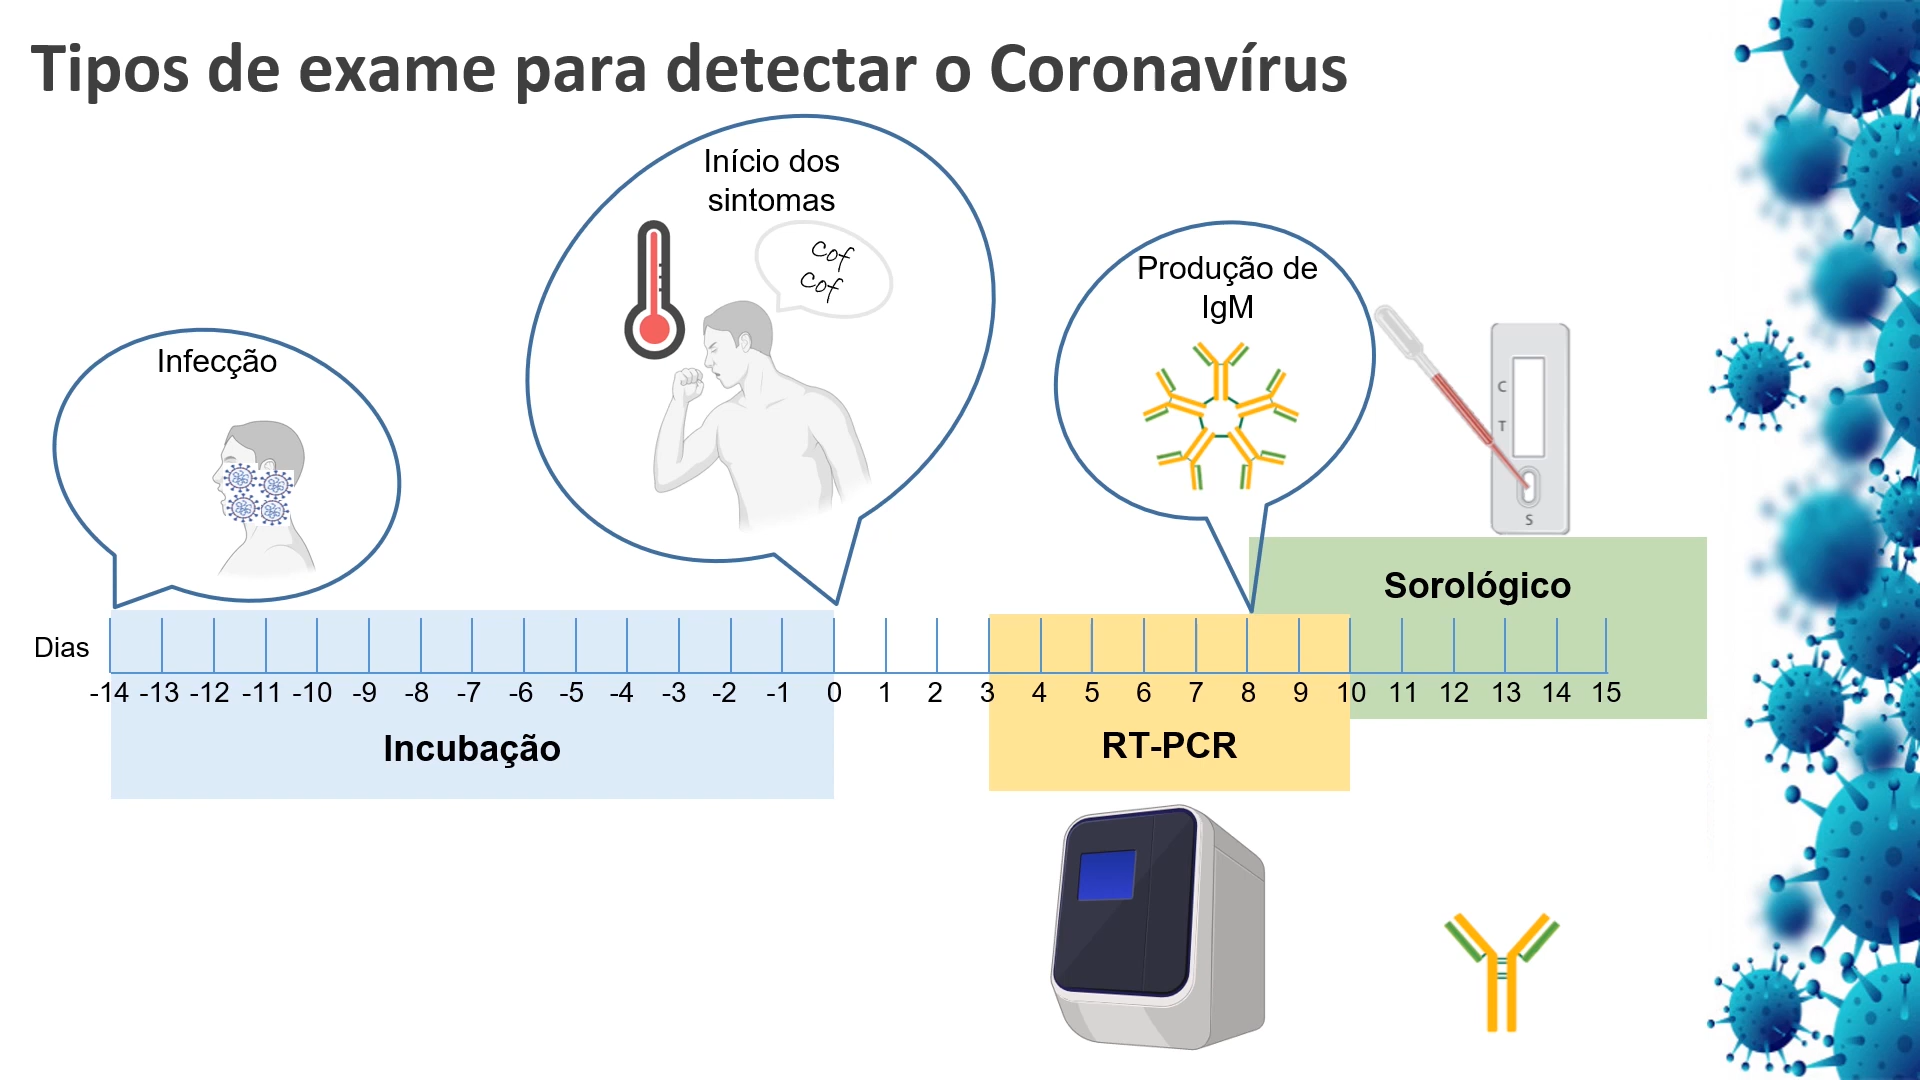 Tipos de exame para detectar o Coronavírus
Início dos
sintomas
cof
cof
Produção de
IgM
Infecção
C
T
S
Sorológico
Dias
-14 -13 -12 -11 -10 -9 -8 -7 -6 -5 -4 -3 -2 -1 0 1 2 3 4 5 6 7 8 9 10 11 12 13 14 15
Incubação
RT-PCR